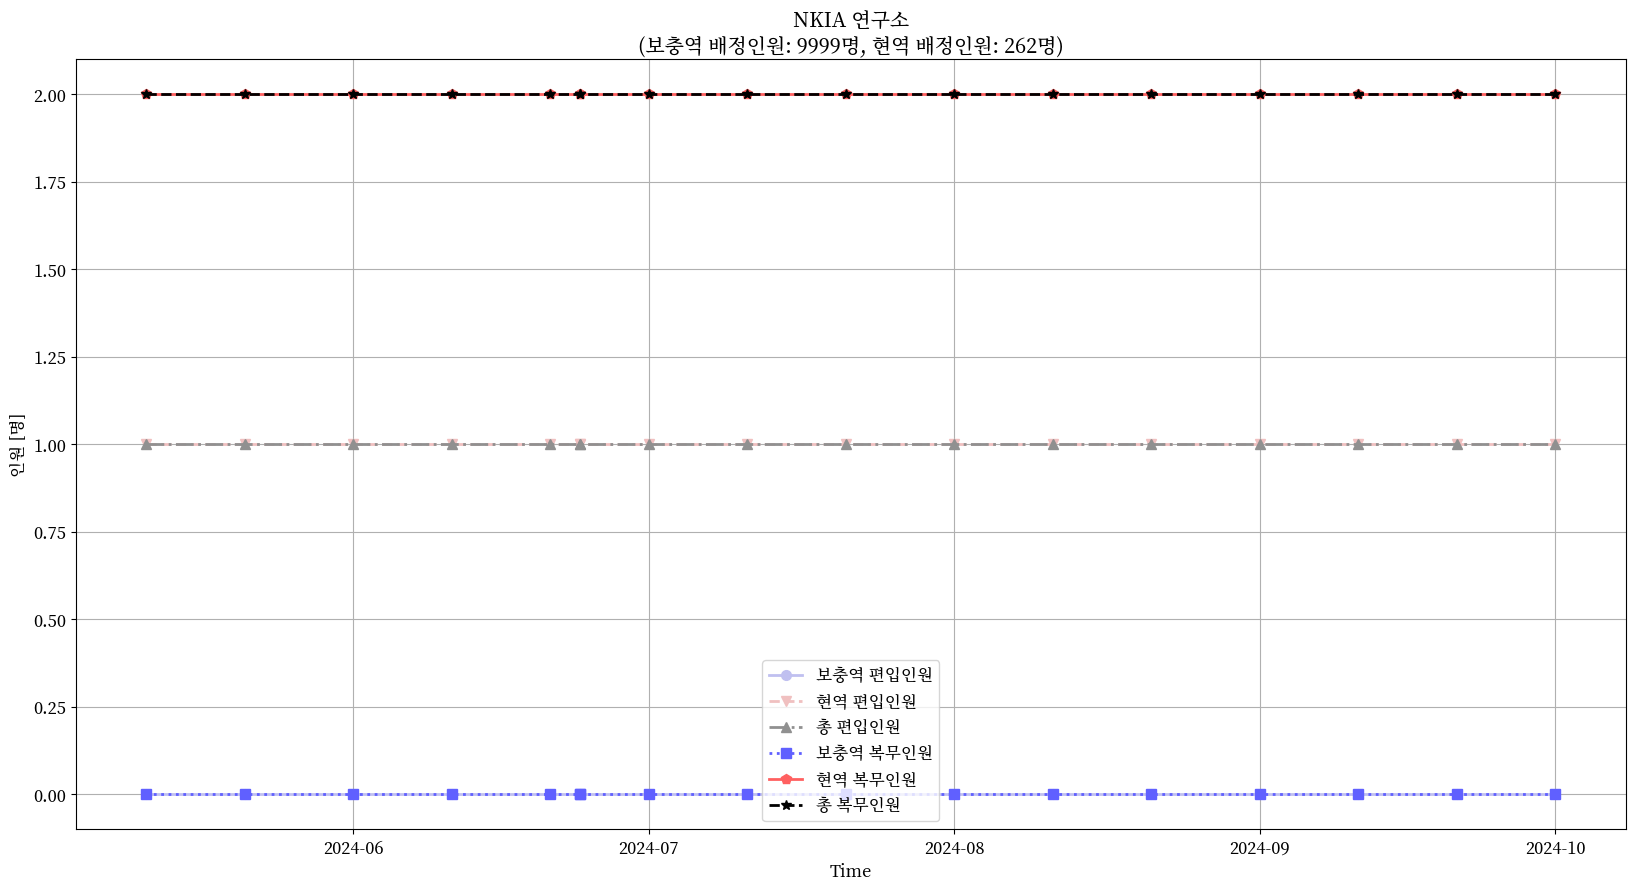 NKIA 연구소
(보충역 배정인원: 9999명, 현역 배정인원: 262명)
인원 [명]
2.00
1.75
1.50
1.25
1.00
0.75
0.50
0.25
0.00
보충역 편입인원
현역 편입인원
총 편입인원
보충역 복무인원
현역 복무인원
총 복무인원
2024-06
2024-07
2024-08
2024-09
2024-10
Time